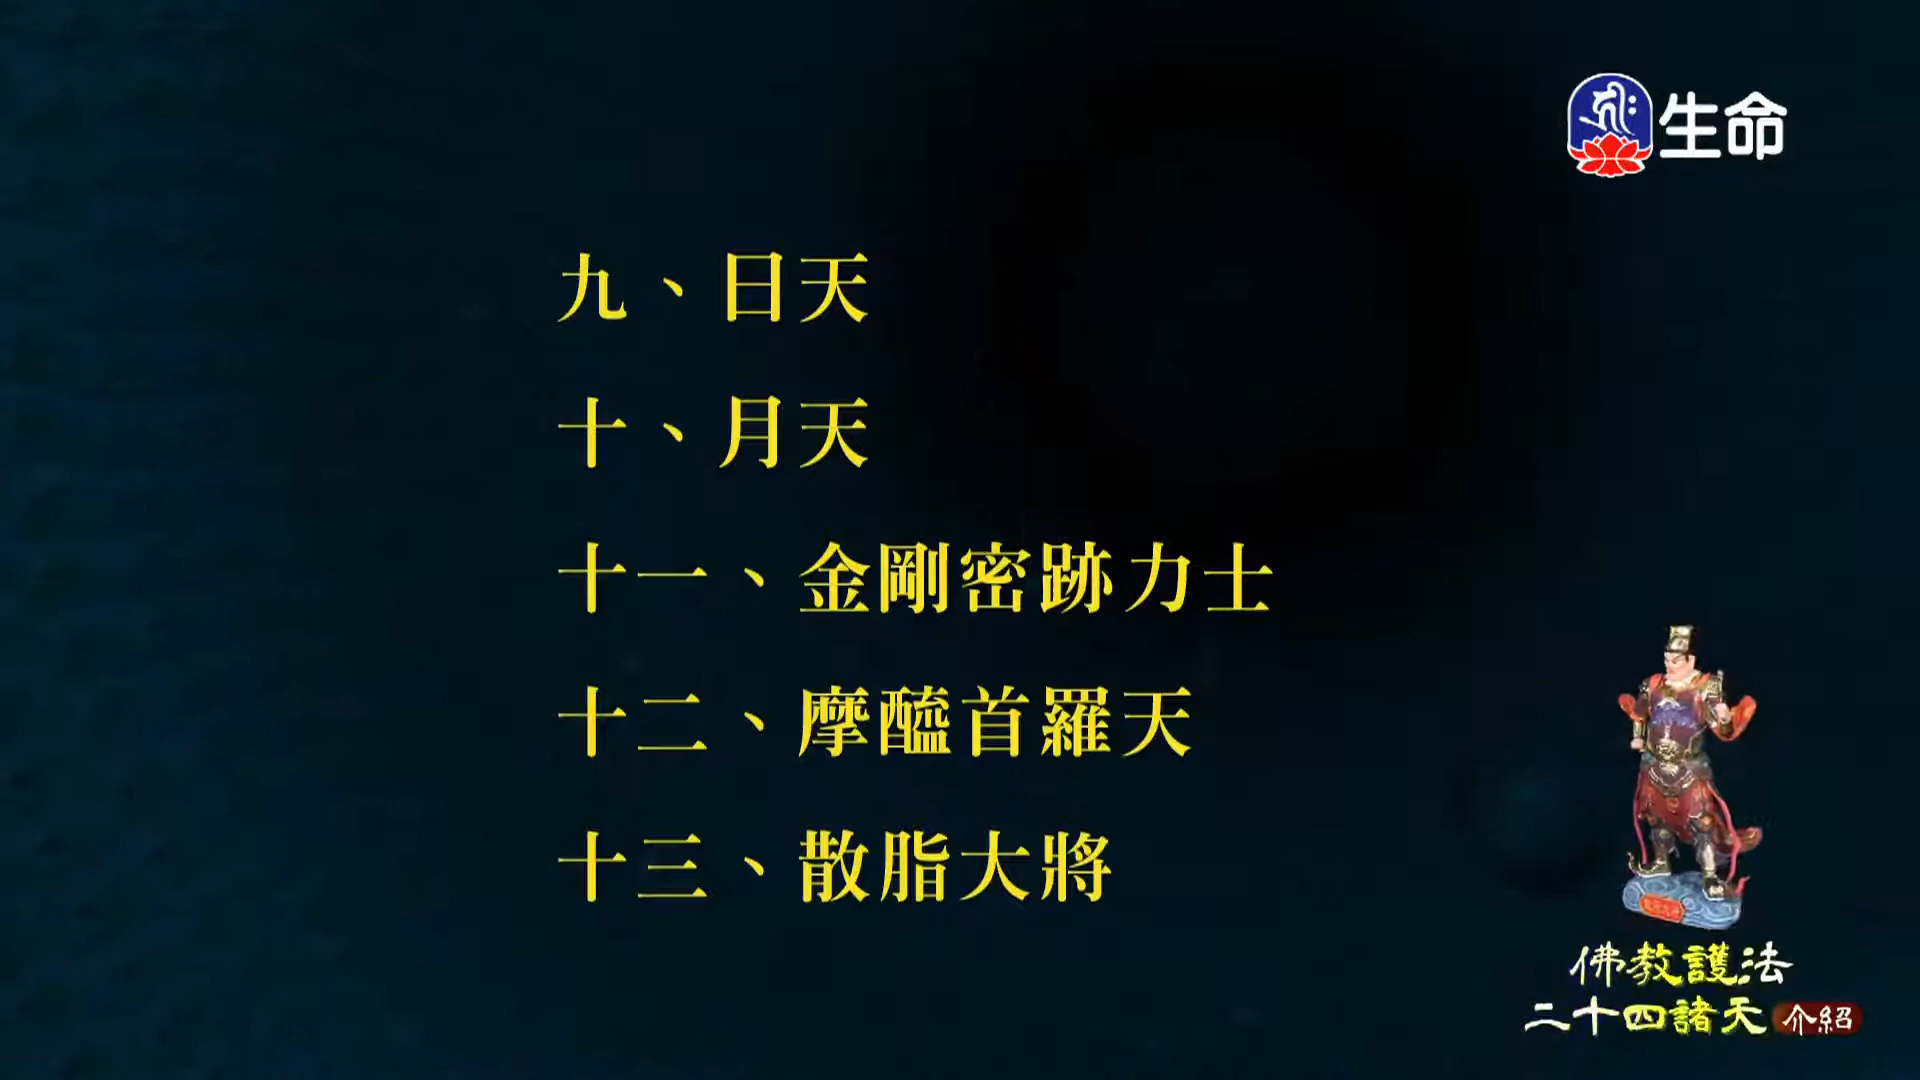 生命
九、日天
十、月天
十一、金剛密跡力士
十二、摩醯首羅天
十三、散脂大將
佛教護法
二十四諸天 介紹